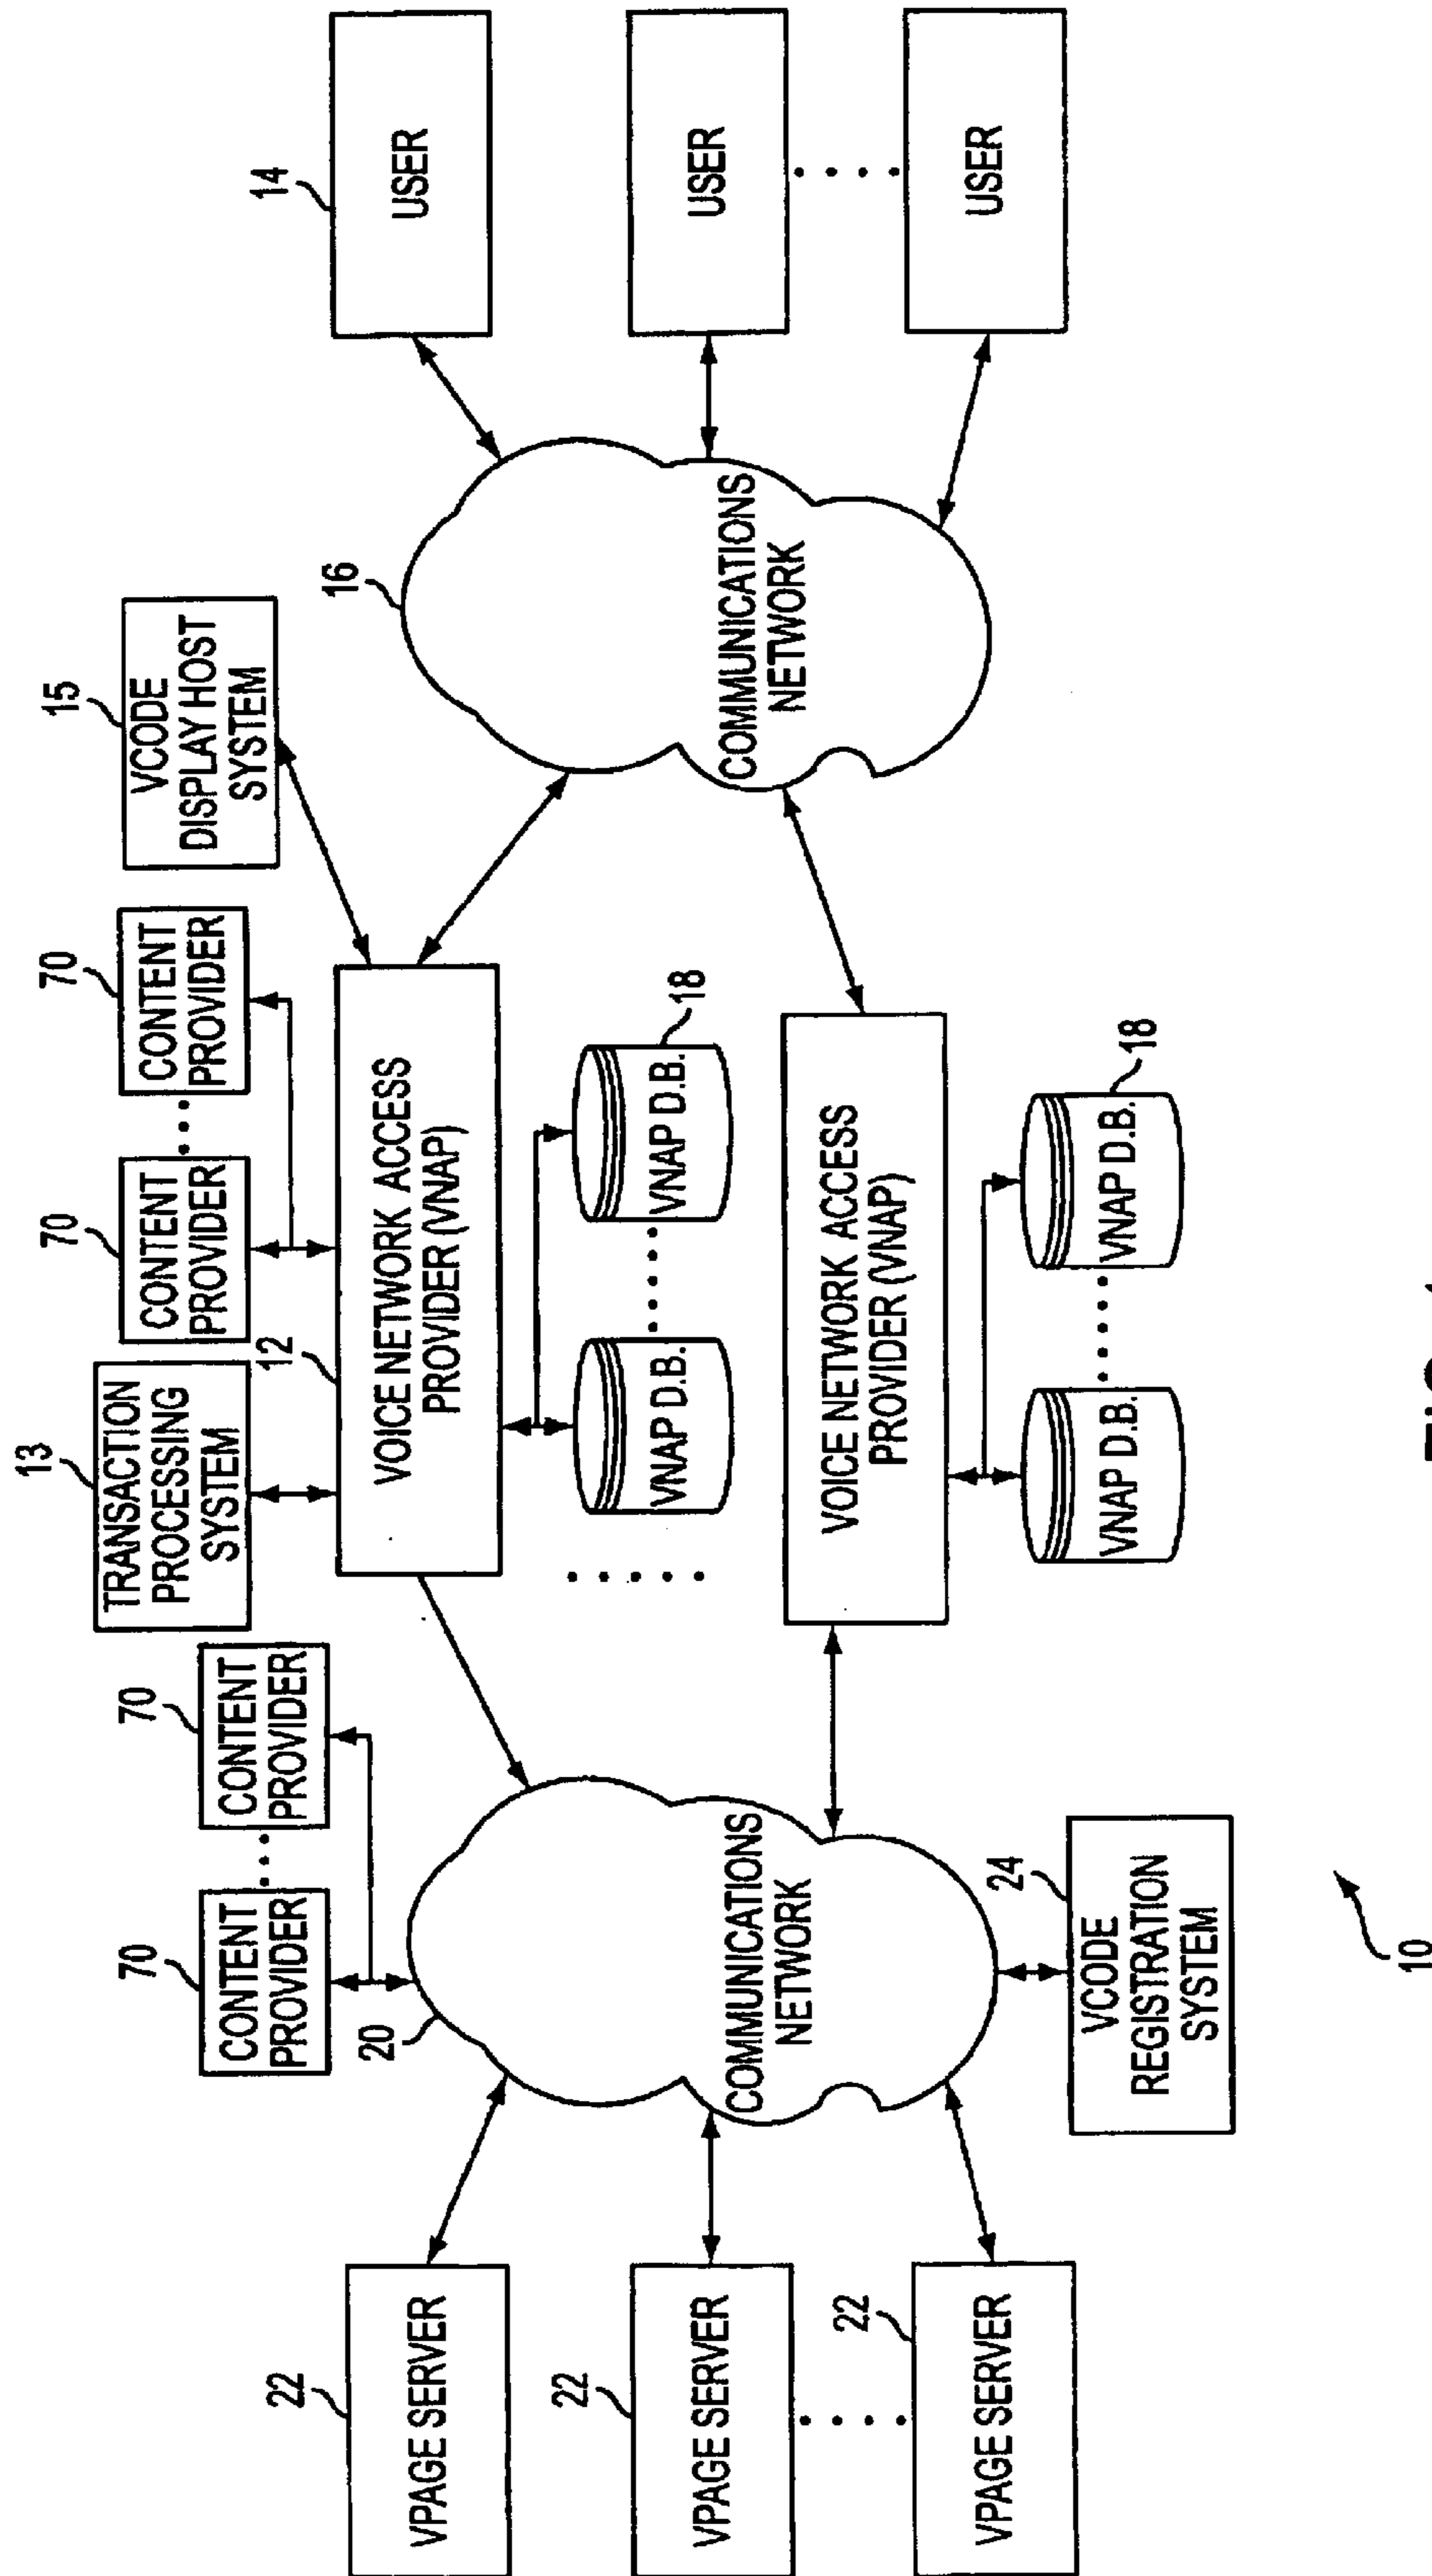 13
TRANSACTION
PROCESSING
SYSTEM
70
CONTENT
PROVIDER
70
CONTENT
PROVIDER
15
VCODE
DISPLAY HOST
SYSTEM
70
CONTENT
PROVIDER
70
CONTENT
PROVIDER
22
VPAGE SERVER
22
VPAGE SERVER
22
VPAGE SERVER
20
COMMUNICATIONS
NETWORK
24
VCODE
REGISTRATION
SYSTEM
12
VOICE NETWORK ACCESS
PROVIDER (VNAP)
VNAP D.B.
VNAP D.B.
18
VOICE NETWORK ACCESS
PROVIDER (VNAP)
VNAP D.B.
VNAP D.B.
18
16
COMMUNICATIONS
NETWORK
14
USER
USER
USER
10